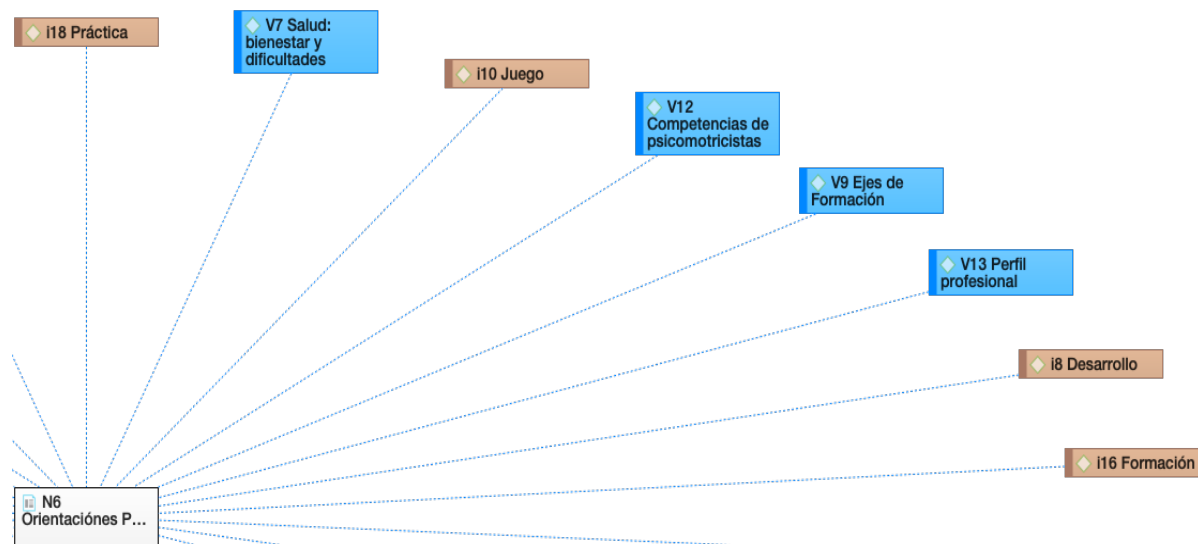 i18 Práctica
V7 Salud:
bienestar y
dificultades
i10 Juego
V12
Competencias de
psicomotricistas
V9 Ejes de
Formación
V13 Perfil
profesional
i8 Desarrollo
i16 Formación
N6
Orientaciónes P...